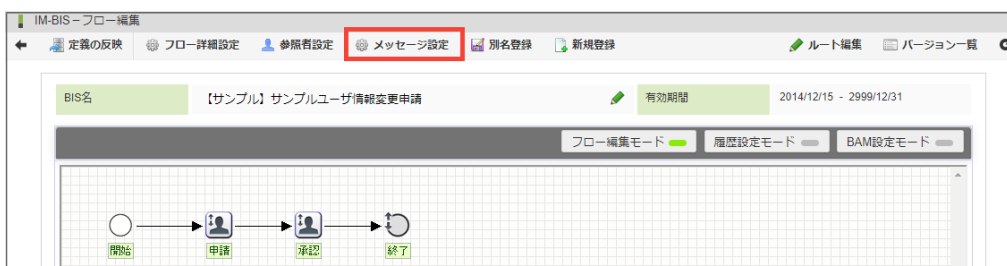 IM-BIS – フロー編集
定義の反映 フロー詳細設定 参照者設定 メッセージ設定 別名登録 新規登録 ルート編集 バージョン一覧
BIS名 【サンプル】サンプルユーザ情報変更申請 有効期間 2014/12/15 - 2999/12/31
フロー編集モード 履歴設定モード BAM設定モード
開始 申請 承認 終了